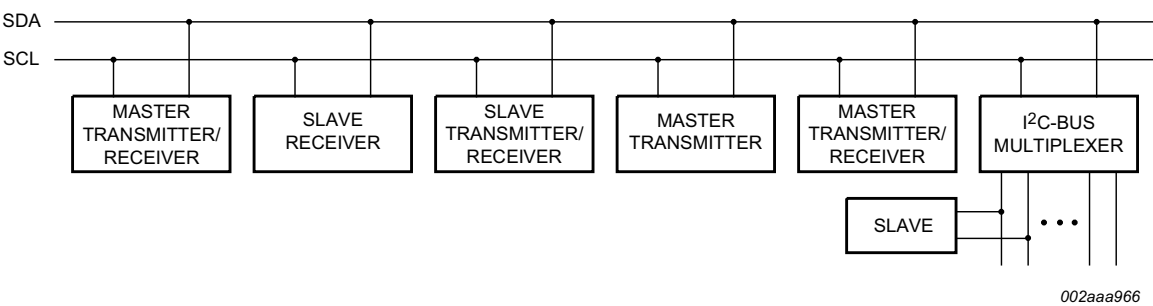 SDA
SCL
MASTER
TRANSMITTER/
RECEIVER
SLAVE
RECEIVER
SLAVE
TRANSMITTER/
RECEIVER
MASTER
TRANSMITTER
MASTER
TRANSMITTER/
RECEIVER
I²C-BUS
MULTIPLEXER
SLAVE
002aaa966